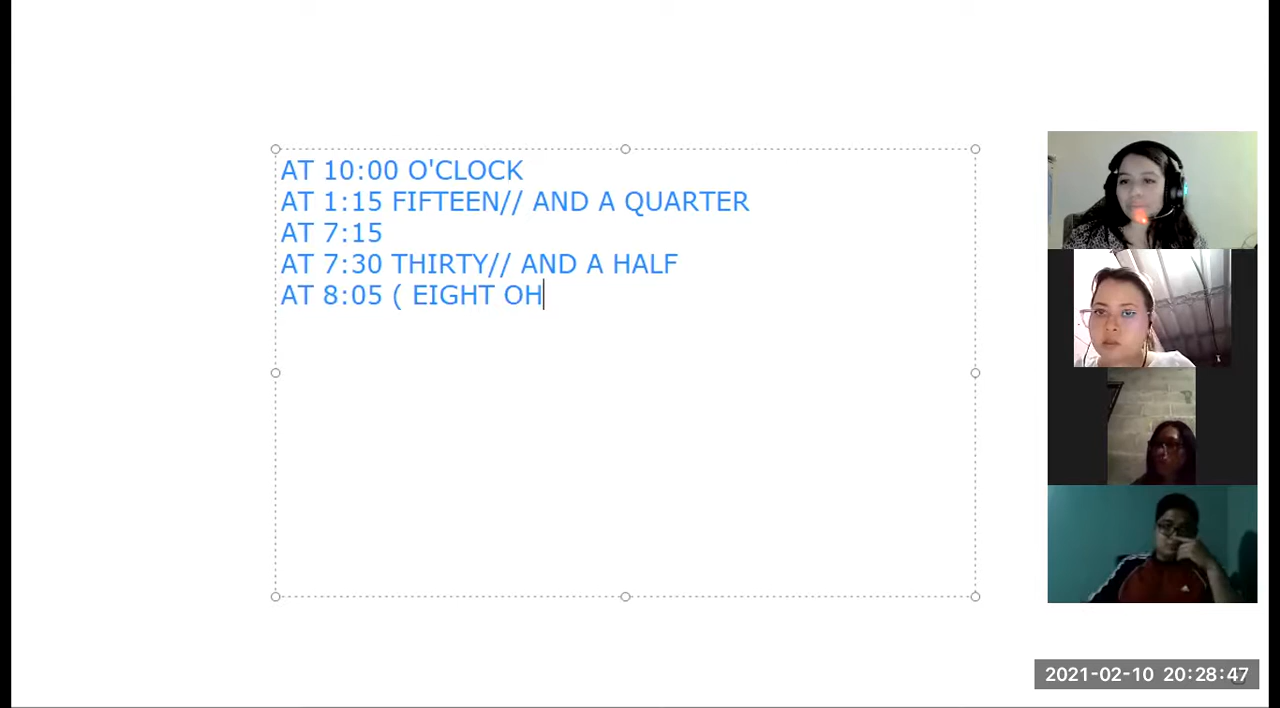 AT 10:00 O'CLOCK
AT 1:15 FIFTEEN// AND A QUARTER
AT 7:15
AT 7:30 THIRTY// AND A HALF
AT 8:05 ( EIGHT OH
2021-02-10 20:28:47